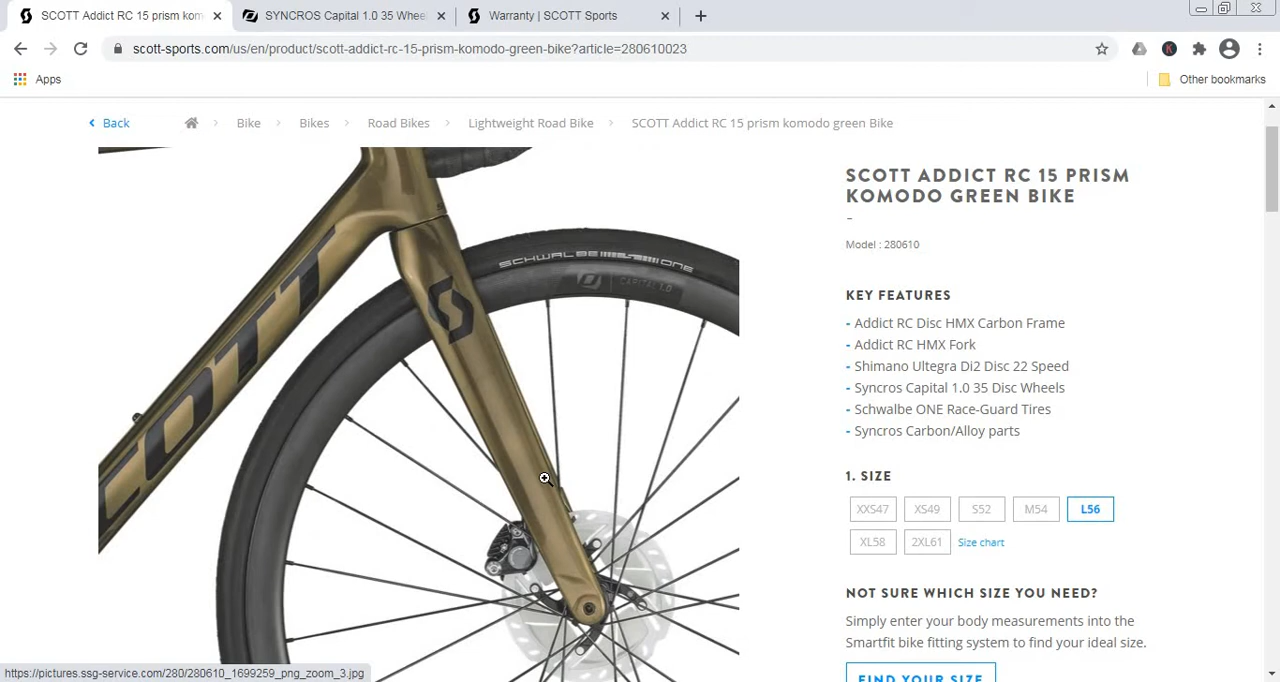 SCOTT Addict RC 15 prism kom
SYNCROS Capital 1.0 35 Whee
Warranty | SCOTT Sports
scott-sports.com/us/en/product/scott-addict-rc-15-prism-komodo-green-bike?article=280610023
Apps
Other bookmarks
Back
Bike
Bikes
Road Bikes
Lightweight Road Bike
SCOTT Addict RC 15 prism komodo green Bike
SCHWALBE ONE
CAPITAL 1.0
SCOTT
SCOTT ADDICT RC 15 PRISM
KOMODO GREEN BIKE
-
Model : 280610
KEY FEATURES
- Addict RC Disc HMX Carbon Frame
- Addict RC HMX Fork
- Shimano Ultegra Di2 Disc 22 Speed
- Syncros Capital 1.0 35 Disc Wheels
- Schwalbe ONE Race-Guard Tires
- Syncros Carbon/Alloy parts
1. SIZE
XXS47 XS49 S52 M54 L56
XL58 2XL61 Size chart
NOT SURE WHICH SIZE YOU NEED?
Simply enter your body measurements into the
Smartfit bike fitting system to find your ideal size.
FIND YOUR SIZE
https://pictures.ssg-service.com/280/280610_1699259_png_zoom_3.jpg